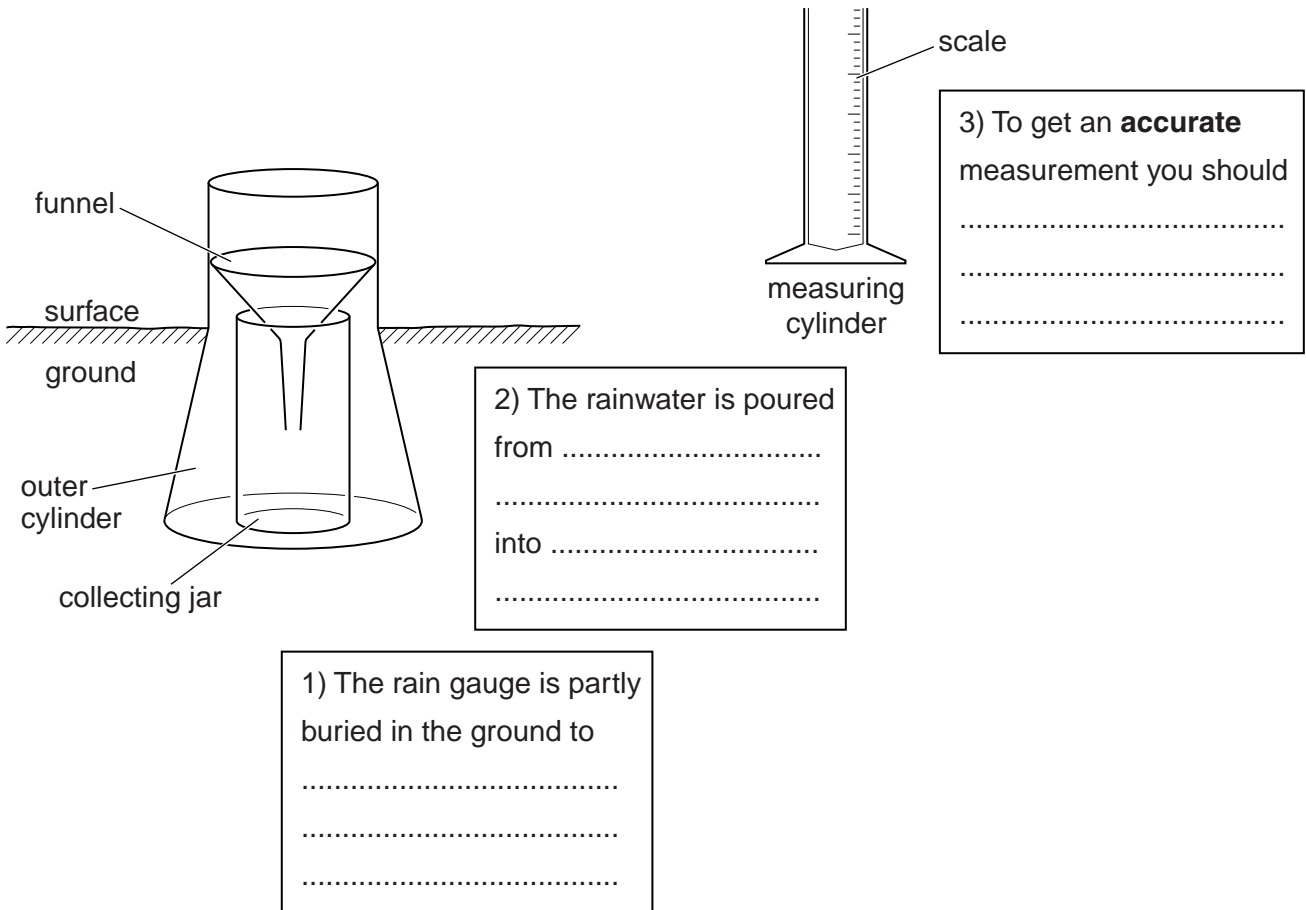 scale
3) To get an accurate
measurement you should
........................................
........................................
........................................
funnel
surface
ground
measuring
cylinder
2) The rainwater is poured
from ................................
........................................
into .................................
........................................
outer
cylinder
collecting jar
1) The rain gauge is partly
buried in the ground to
.......................................
.......................................
.......................................